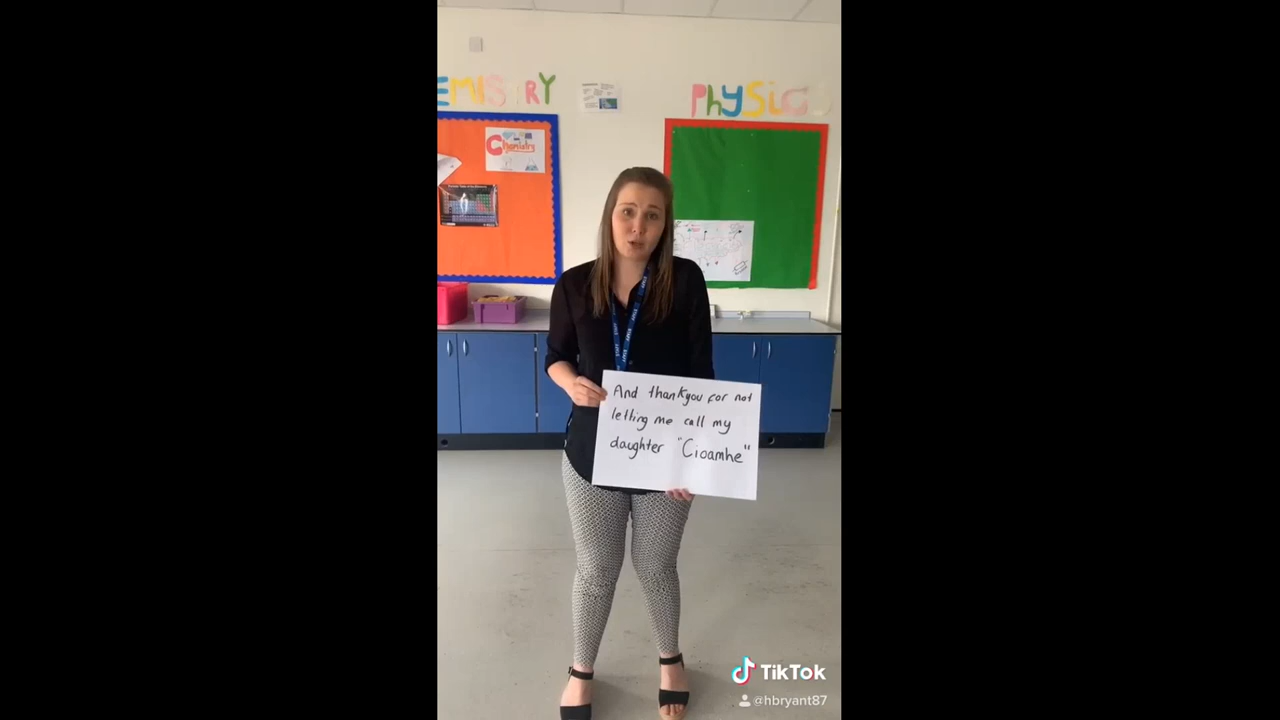 EMISTRY
PHYSICS
Chemistry
And thankyou for not
letting me call my
daughter "Cioamhe"
TikTok
@hbryant87